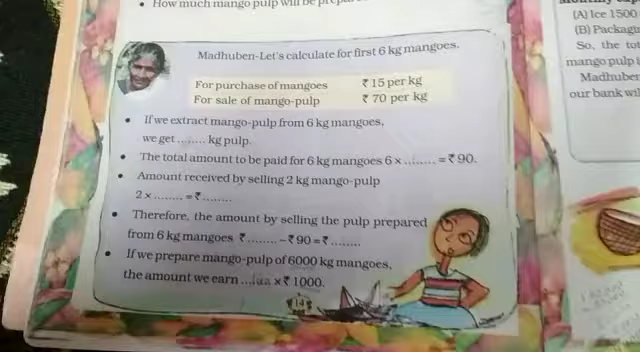 How much mango pulp will be
Madhuben-Let's calculate for first 6 kg mangoes.
For purchase of mangoes ₹ 15 per kg
For sale of mango-pulp ₹ 70 per kg
• If we extract mango-pulp from 6 kg mangoes,
we get ........ kg pulp.
• The total amount to be paid for 6 kg mangoes 6 × ........ = ₹ 90.
• Amount received by selling 2 kg mango-pulp
2 × ........ = ₹ ........
• Therefore, the amount by selling the pulp prepared
from 6 kg mangoes ₹ ........ – ₹ 90 = ₹ ........
• If we prepare mango-pulp of 6000 kg mangoes,
the amount we earn ... × ₹ 1000.
(A) Ice 1500
(B)
So, the
mango pulp
Madhuben
our bank